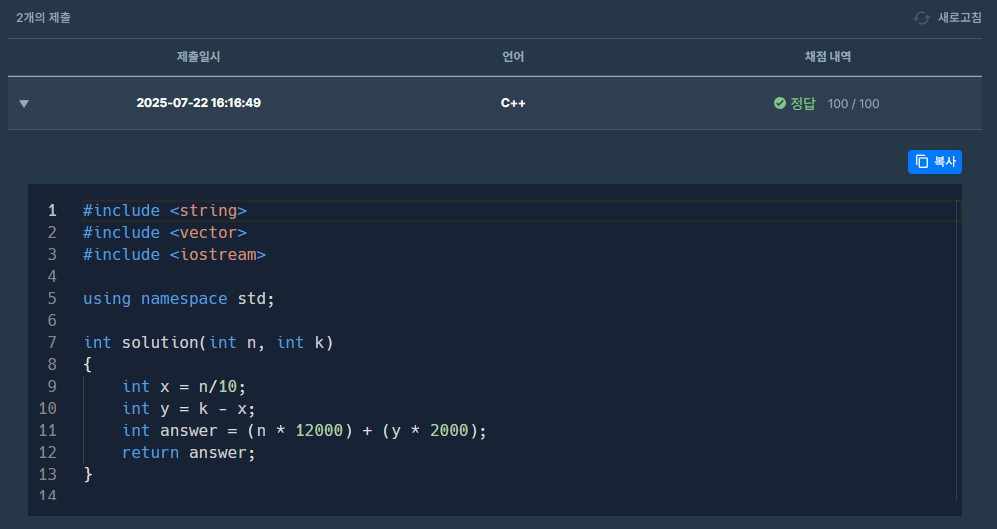 2개의 제출 새로고침
제출일시 언어 채점 내역
2025-07-22 16:16:49 C++ 정답 100 / 100
복사
1 #include <string>
2 #include <vector>
3 #include <iostream>
4
5 using namespace std;
6
7 int solution(int n, int k)
8 {
9 int x = n/10;
10 int y = k - x;
11 int answer = (n * 12000) + (y * 2000);
12 return answer;
13 }
14